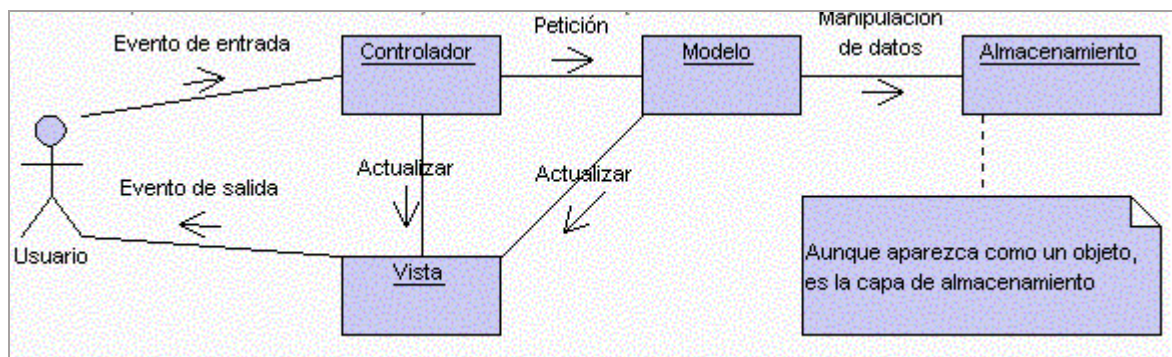 Evento de entrada
Controlador
Petición
Modelo
Manipulación
de datos
Almacenamiento
Actualizar
Actualizar
Evento de salida
Usuario
Vista
Aunque aparezca como un objeto,
es la capa de almacenamiento